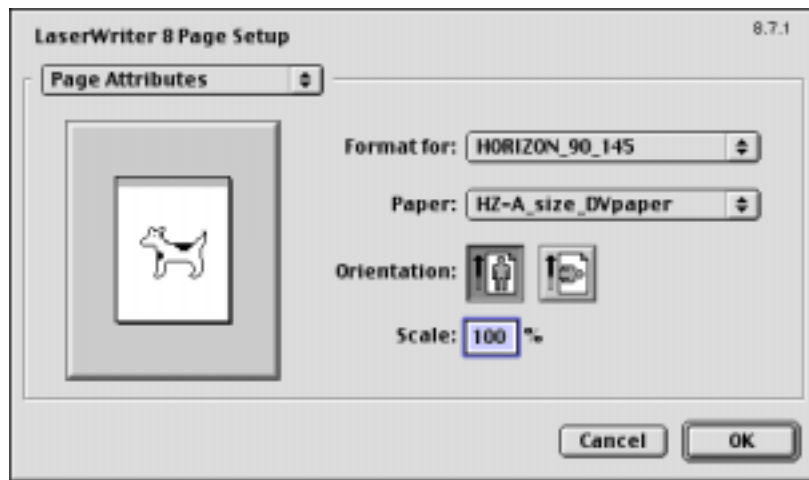 LaserWriter 8 Page Setup
8.7.1
Page Attributes
Format for: HORIZON_90_145
Paper: HZ-A_size_DVpaper
Orientation:
Scale: 100 %
Cancel OK